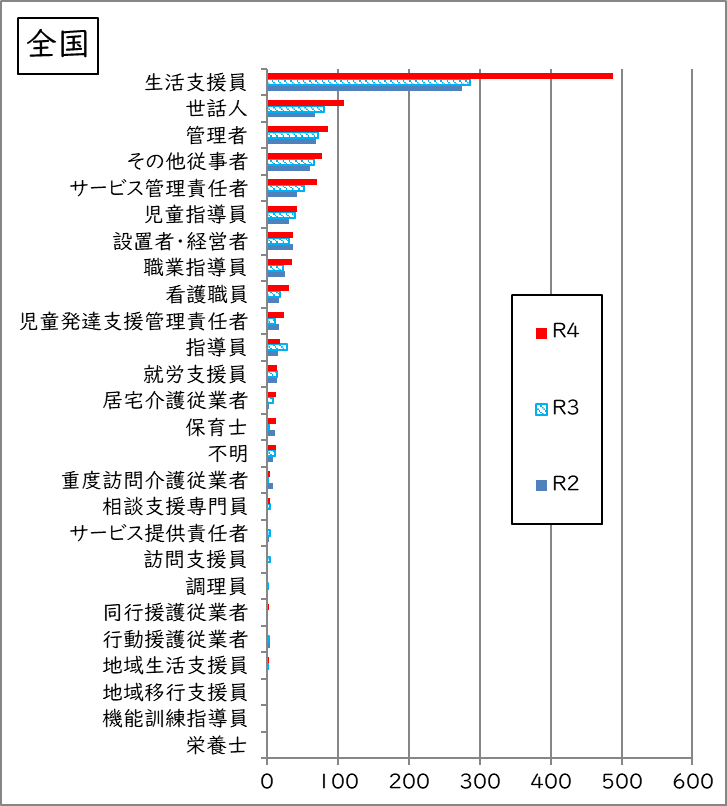 全国
生活支援員
世話人
管理者
その他従事者
サービス管理責任者
児童指導員
設置者・経営者
職業指導員
看護職員
児童発達支援管理責任者
指導員
就労支援員
居宅介護従業者
保育士
不明
重度訪問介護従業者
相談支援専門員
サービス提供責任者
訪問支援員
調理員
同行援護従業者
行動援護従業者
地域生活支援員
地域移行支援員
機能訓練指導員
栄養士
R4
R3
R2
0 100 200 300 400 500 600